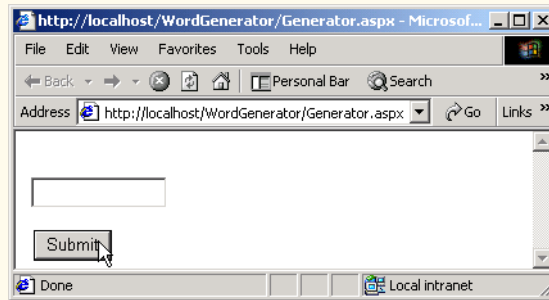 http://localhost/WordGenerator/Generator.aspx - Microsof...
File Edit View Favorites Tools Help
Back Personal Bar Search »
Address http://localhost/WordGenerator/Generator.aspx Go Links »
Submit
Done Local intranet